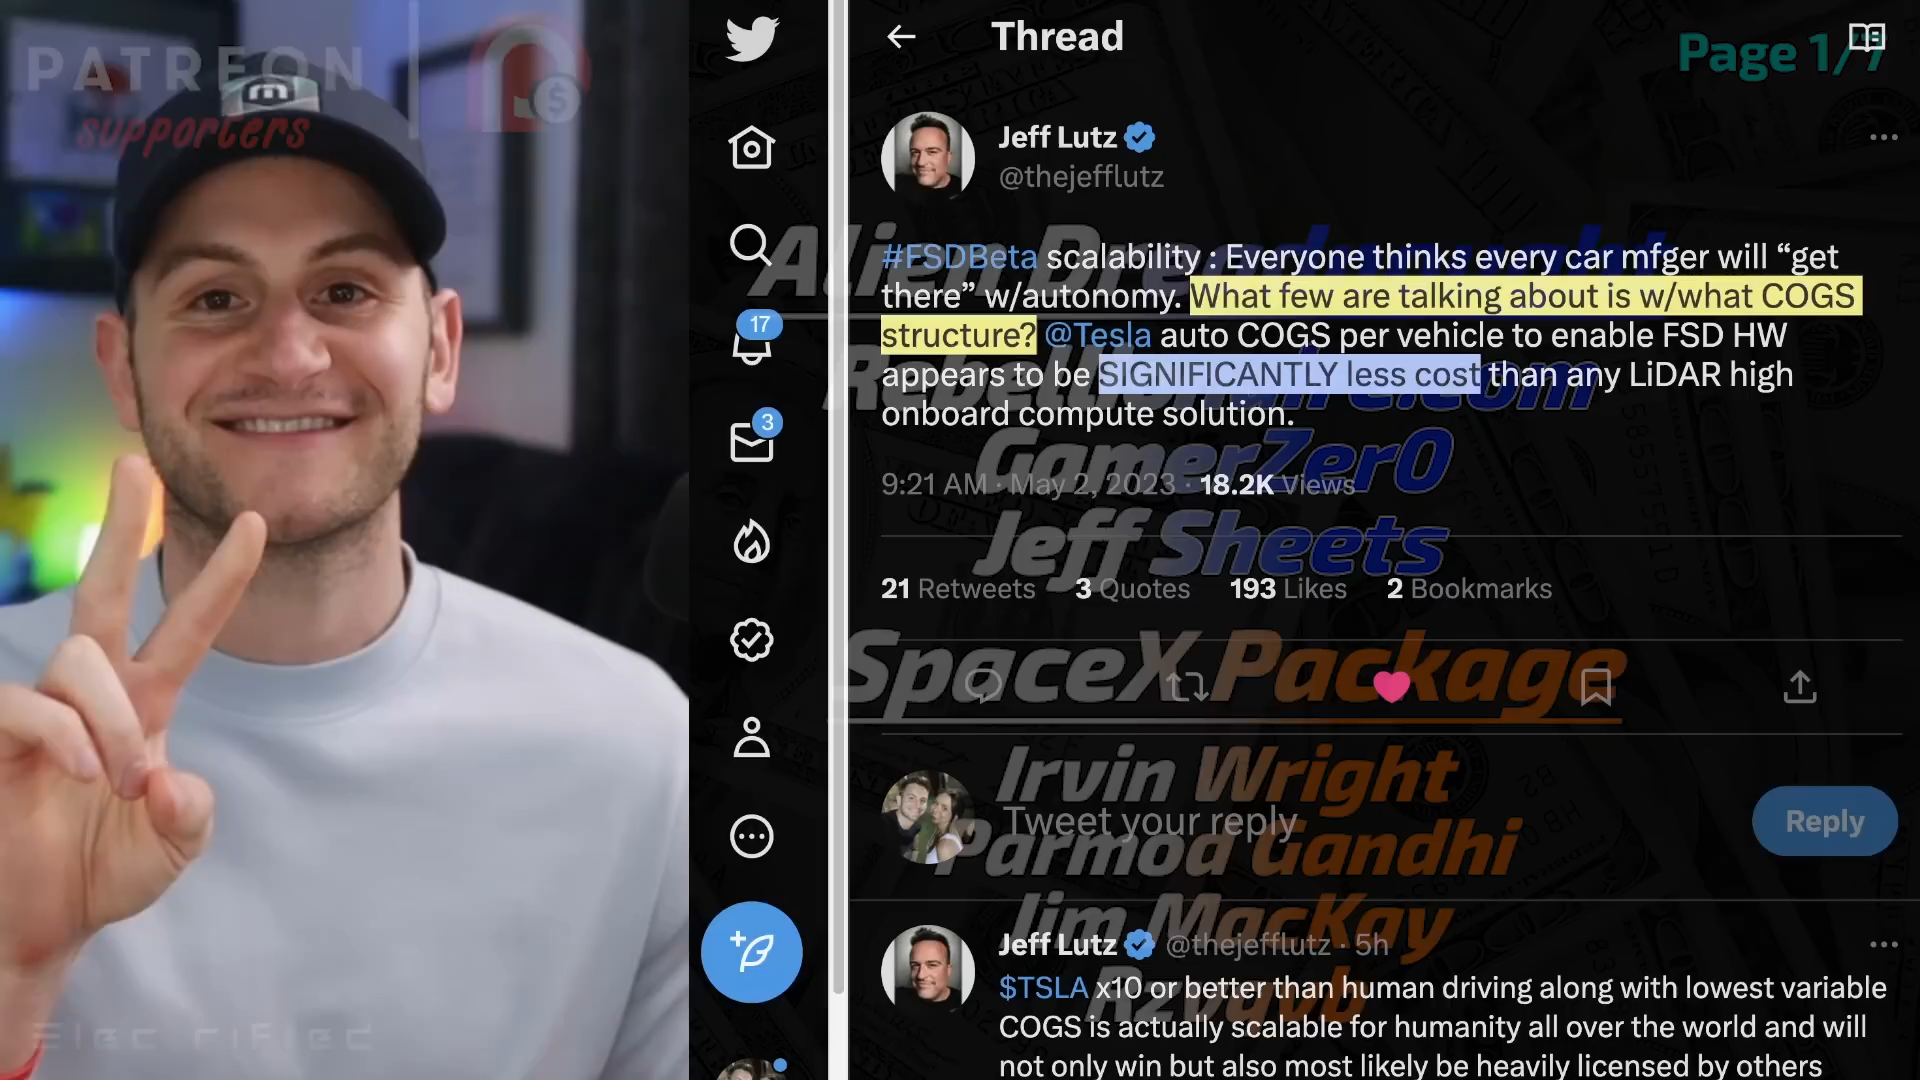 PATREON
supporters
Electrified
17
3
Thread
Page 1/7
Jeff Lutz
@thejefflutz
#FSDBeta scalability : Everyone thinks every car mfger will “get
there” w/autonomy. What few are talking about is w/what COGS
structure? @Tesla auto COGS per vehicle to enable FSD HW
appears to be SIGNIFICANTLY less cost than any LiDAR high
onboard compute solution.
9:21 AM · May 2, 2023 · 18.2K Views
21 Retweets 3 Quotes 193 Likes 2 Bookmarks
Tweet your reply
Reply
Jeff Lutz @thejefflutz · 5h
$TSLA x10 or better than human driving along with lowest variable
COGS is actually scalable for humanity all over the world and will
not only win but also most likely be heavily licensed by others
Alien Dreadnought
GamerZer0
Jeff Sheets
SpaceX Package
Irvin Wright
Parmod Gandhi
Jim MacKay